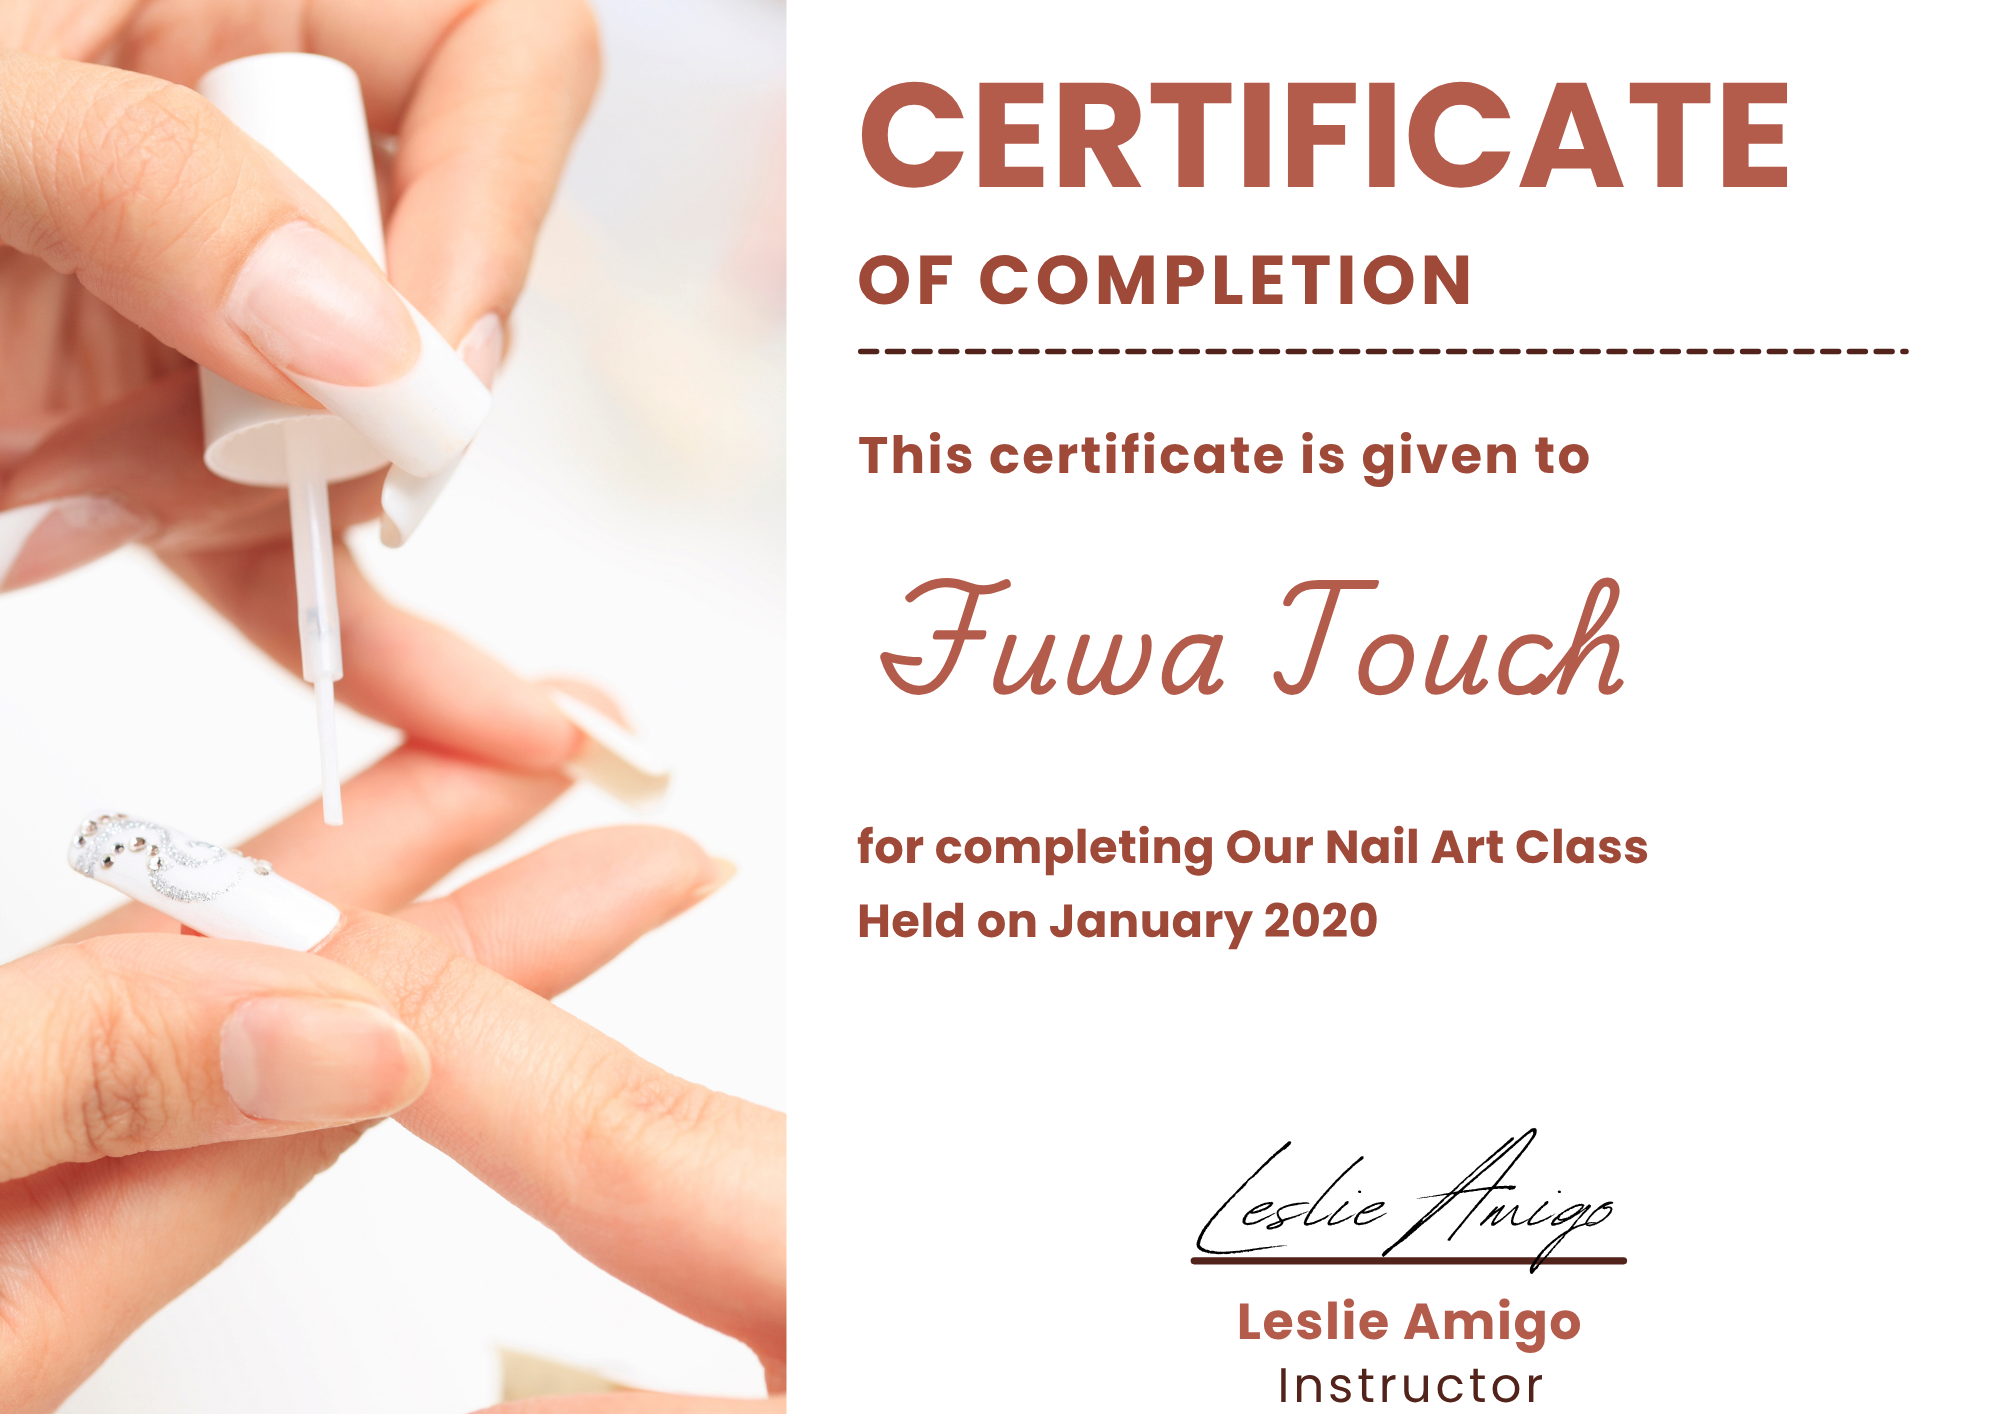 CERTIFICATE
OF COMPLETION
This certificate is given to
Fuwa Touch
for completing Our Nail Art Class
Held on January 2020
Leslie Amigo
Leslie Amigo
Instructor